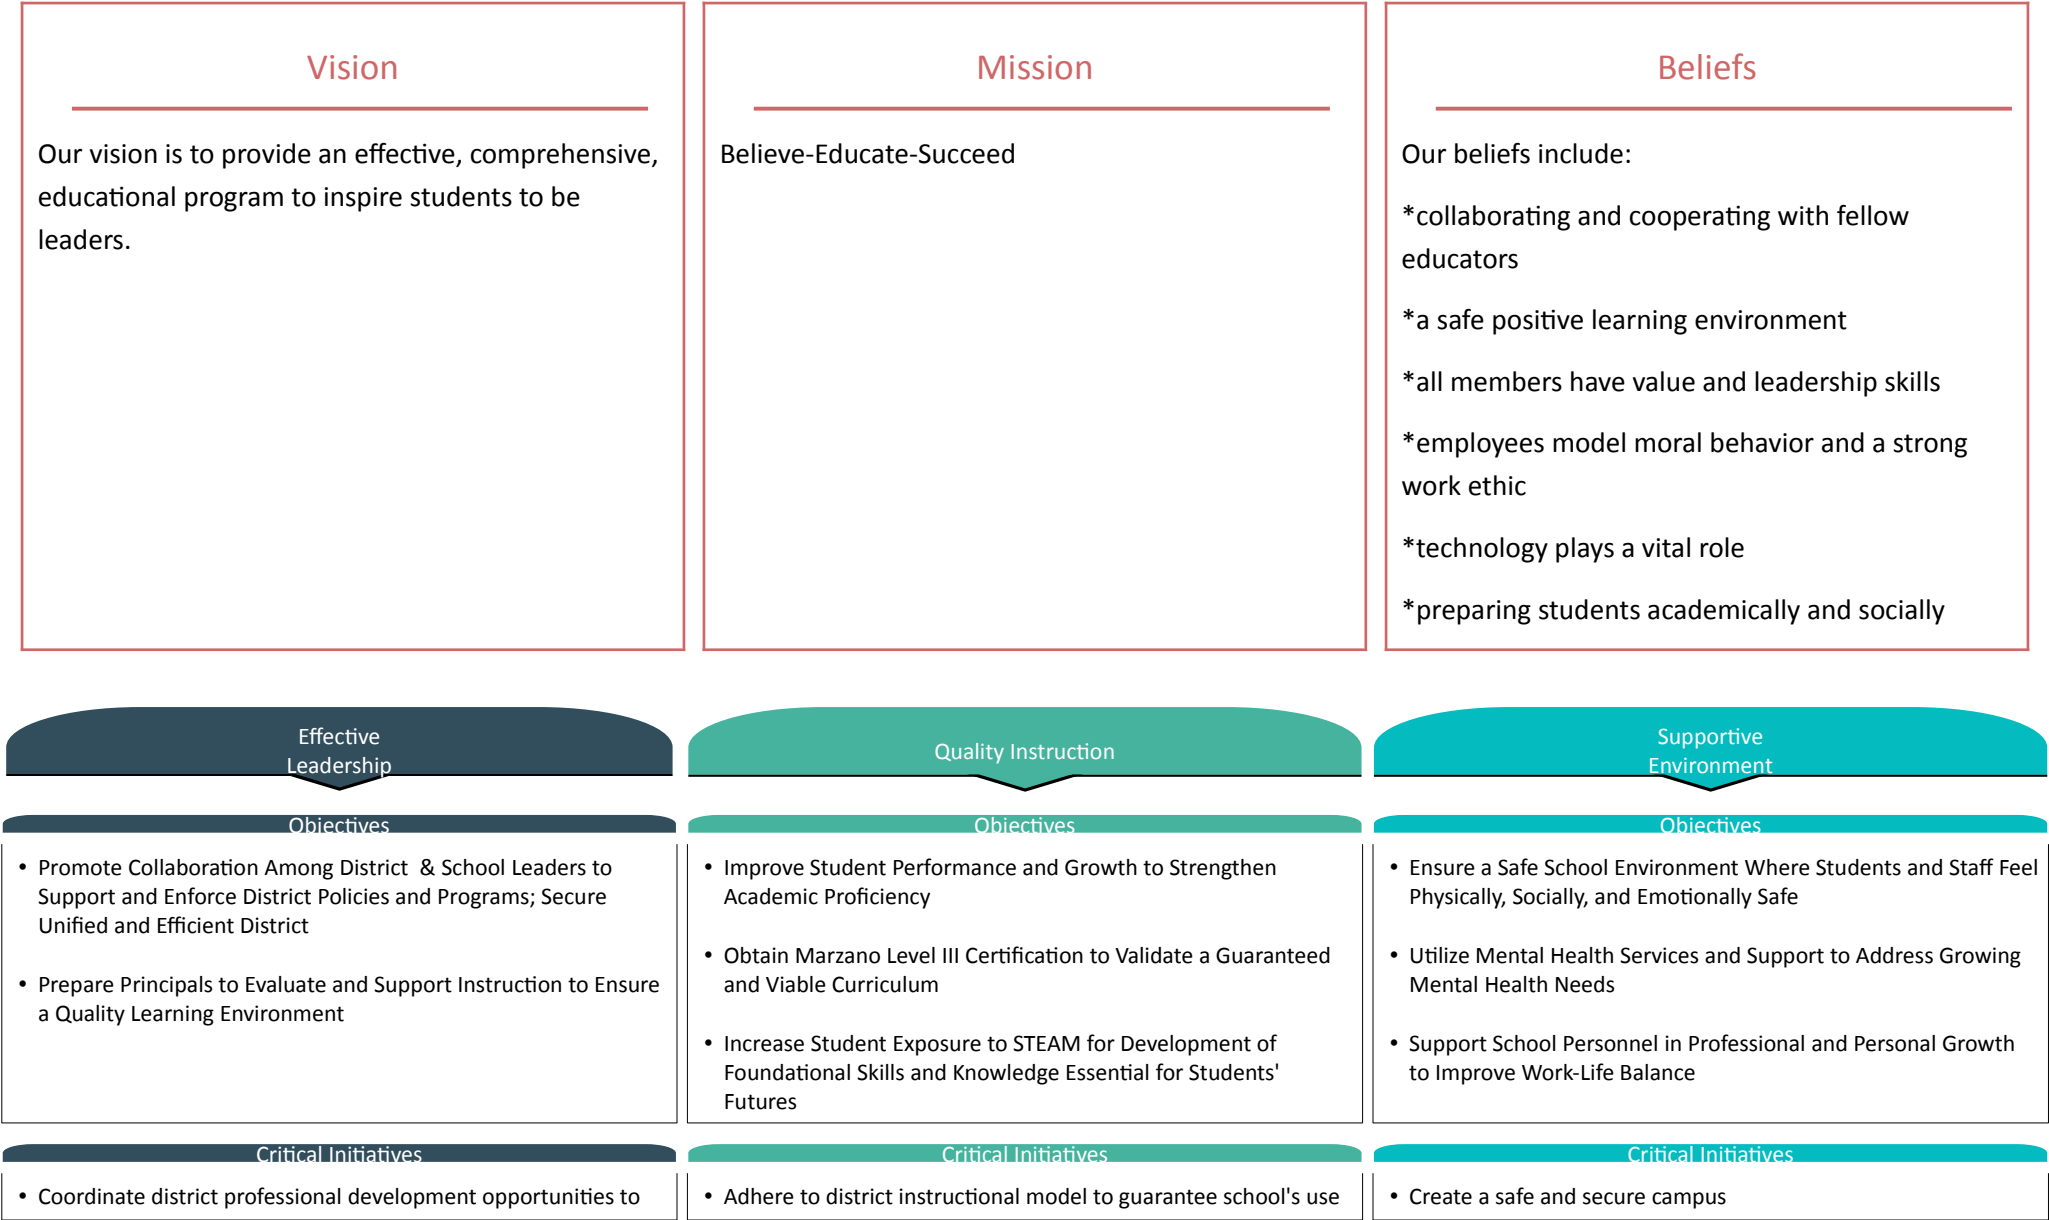 Vision
Our vision is to provide an effective, comprehensive,
educational program to inspire students to be
leaders.
Mission
Believe-Educate-Succeed
Beliefs
Our beliefs include:
*collaborating and cooperating with fellow
educators
*a safe positive learning environment
*all members have value and leadership skills
*employees model moral behavior and a strong
work ethic
*technology plays a vital role
*preparing students academically and socially
Effective
Leadership
Objectives
• Promote Collaboration Among District  & School Leaders to
Support and Enforce District Policies and Programs; Secure
Unified and Efficient District
• Prepare Principals to Evaluate and Support Instruction to Ensure
a Quality Learning Environment
Critical Initiatives
• Coordinate district professional development opportunities to
Quality Instruction
Objectives
• Improve Student Performance and Growth to Strengthen
Academic Proficiency
• Obtain Marzano Level III Certification to Validate a Guaranteed
and Viable Curriculum
• Increase Student Exposure to STEAM for Development of
Foundational Skills and Knowledge Essential for Students'
Futures
Critical Initiatives
• Adhere to district instructional model to guarantee school's use
Supportive
Environment
Objectives
• Ensure a Safe School Environment Where Students and Staff Feel
Physically, Socially, and Emotionally Safe
• Utilize Mental Health Services and Support to Address Growing
Mental Health Needs
• Support School Personnel in Professional and Personal Growth
to Improve Work-Life Balance
Critical Initiatives
• Create a safe and secure campus